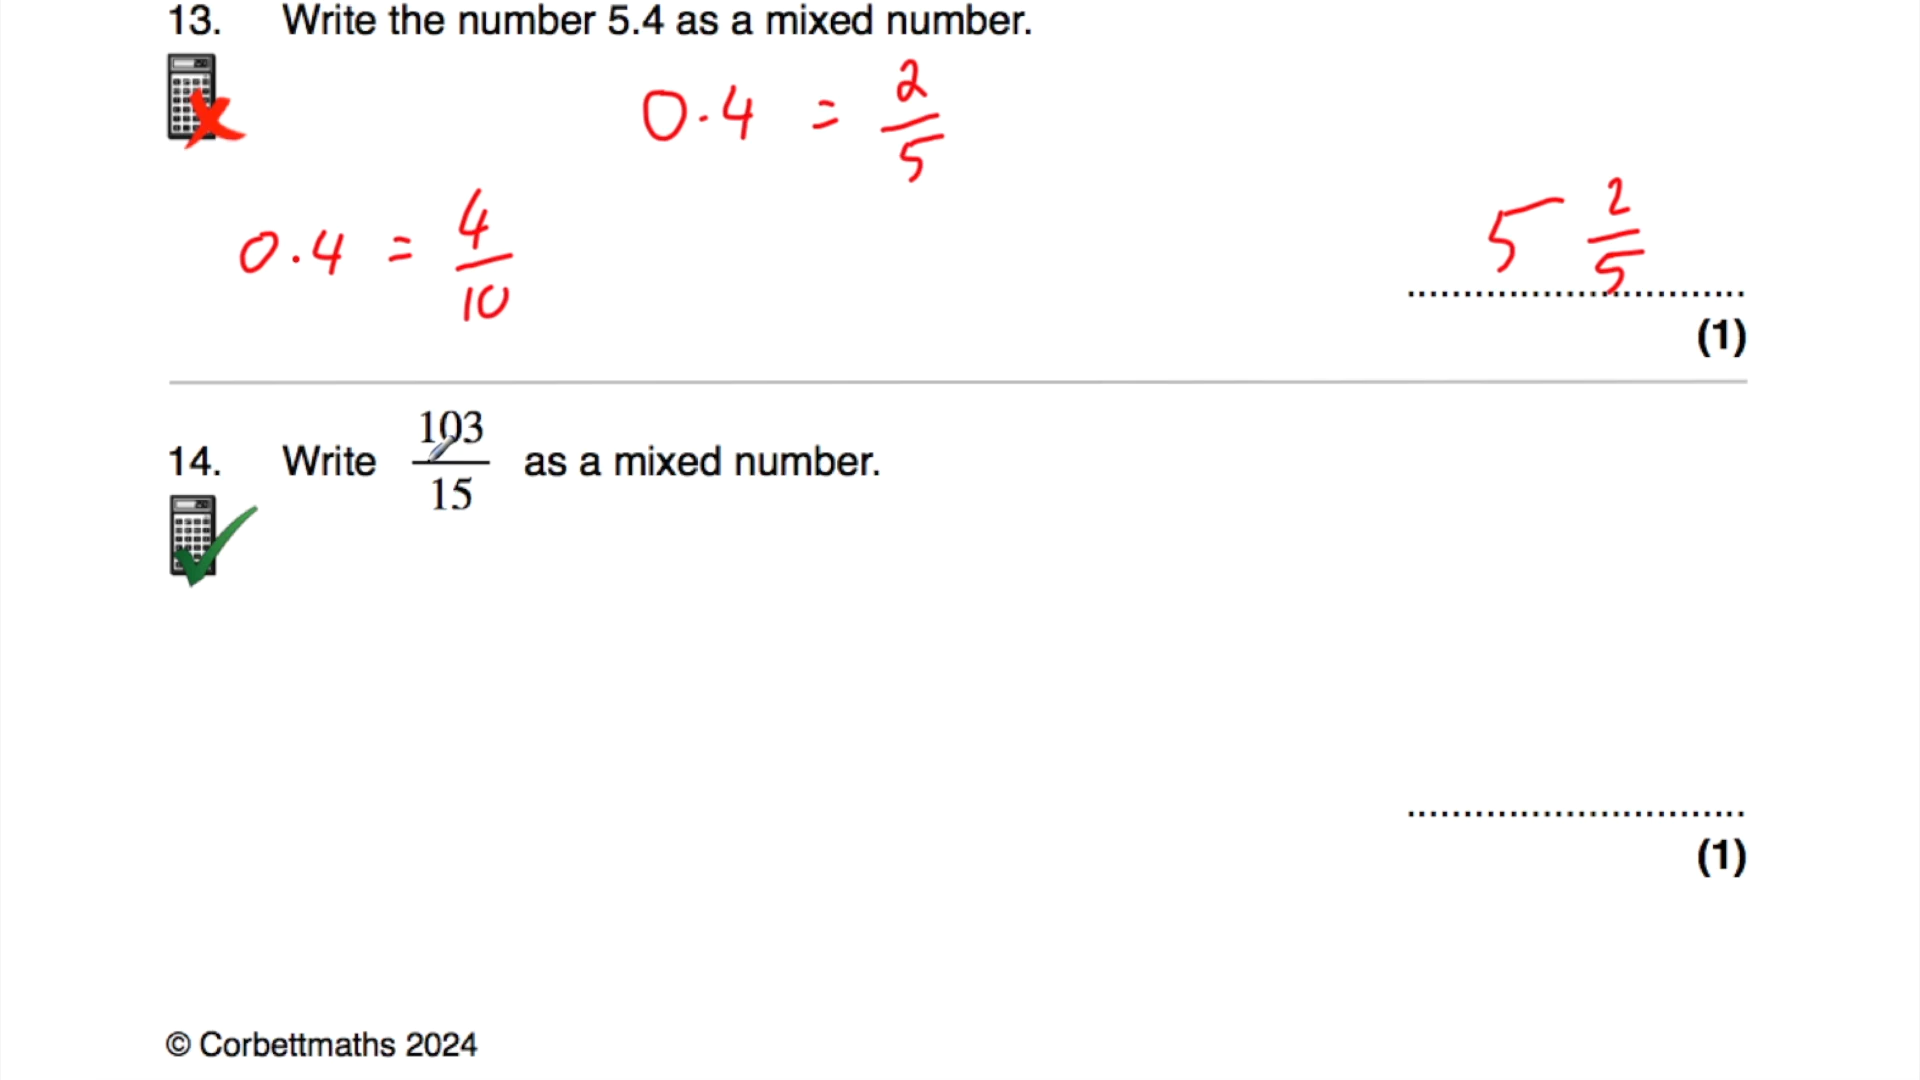 13. Write the number 5.4 as a mixed number.
0.4 = 2/5
0.4 = 4/10
5 2/5
..............................
(1)
14. Write 103/15 as a mixed number.
..............................
(1)
© Corbettmaths 2024